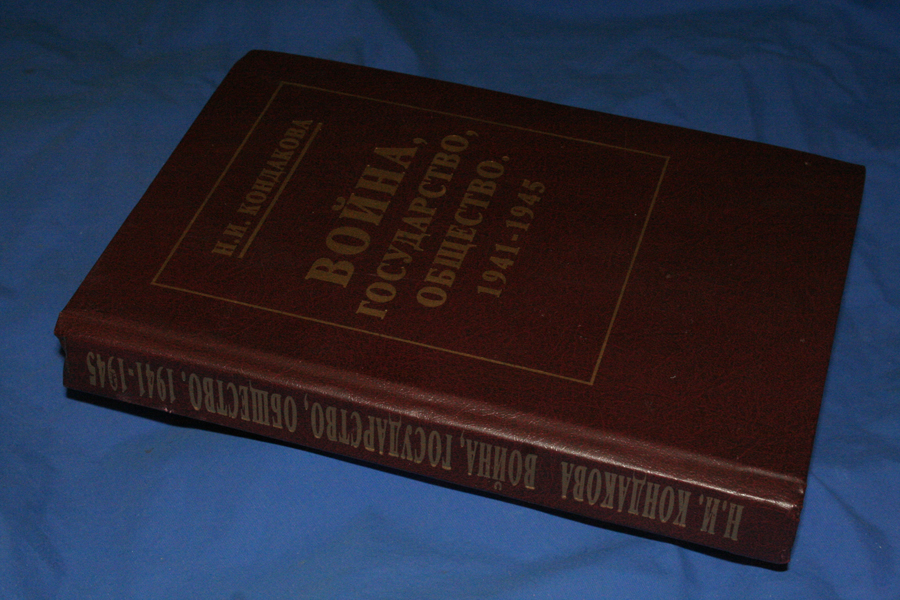 Н.И. КОНДАКОВА
ВОЙНА,
ГОСУДАРСТВО,
ОБЩЕСТВО.
1941-1945
Н.И. КОНДАКОВА ВОЙНА, ГОСУДАРСТВО, ОБЩЕСТВО. 1941-1945